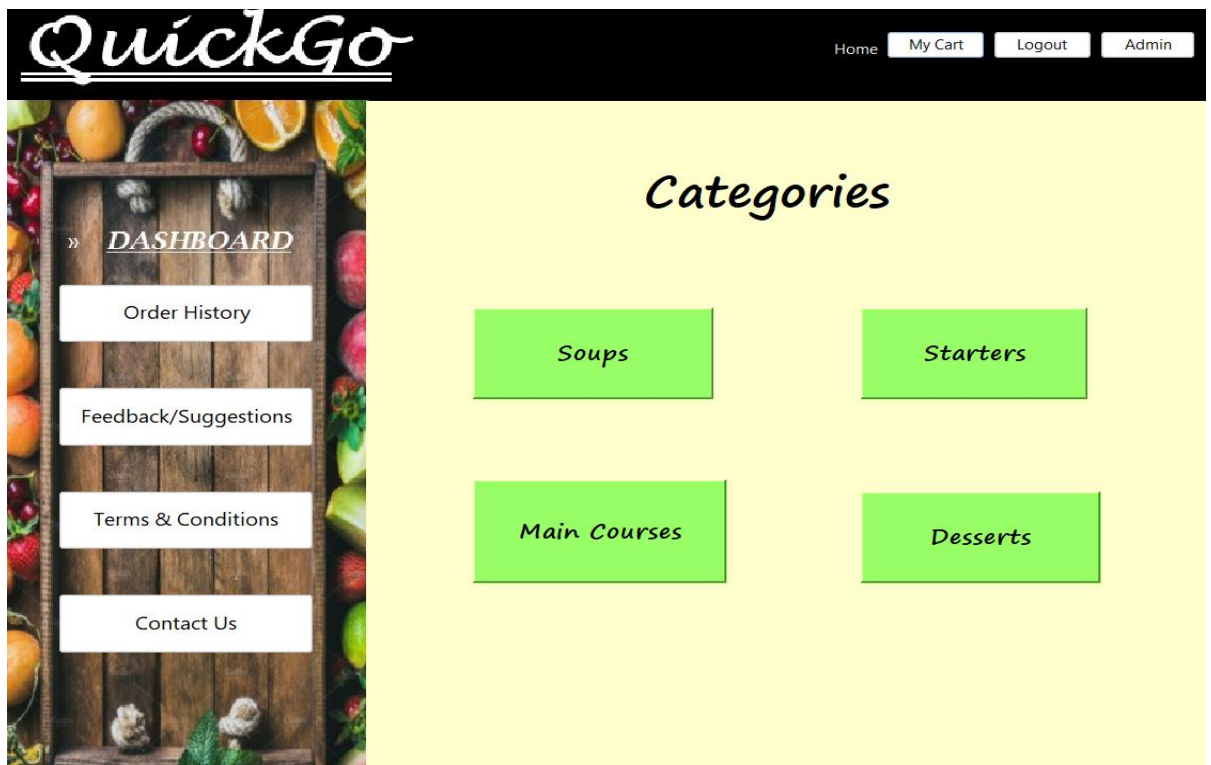 QuickGo
Home My Cart Logout Admin
» DASHBOARD
Order History
Feedback/Suggestions
Terms & Conditions
Contact Us
Categories
Soups Starters
Main Courses Desserts